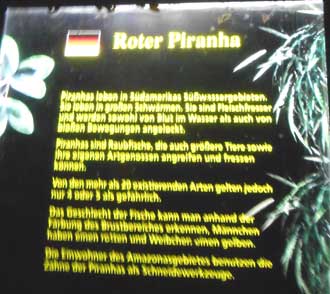 Roter Piranha
Piranhas leben in Südamerikas Süßwassergebieten.
Sie leben in großen Schwärmen. Sie sind Fleischfresser
und werden sowohl von Blut im Wasser als auch von
bloßen Bewegungen angelockt.
Piranhas sind Raubfische, die auch größere Tiere sowie
ihre eigenen Artgenossen angreifen und fressen
können.
Von den mehr als 20 existierenden Arten gelten jedoch
nur 4 oder 5 als gefährlich.
Das Geschlecht der Fische kann man anhand der
Färbung des Brustbereiches erkennen, Männchen
haben einen roten und Weibchen einen gelben.
Die Einwohner des Amazonasgebietes benutzen die
Zähne der Piranhas als Schneidewerkzeuge.